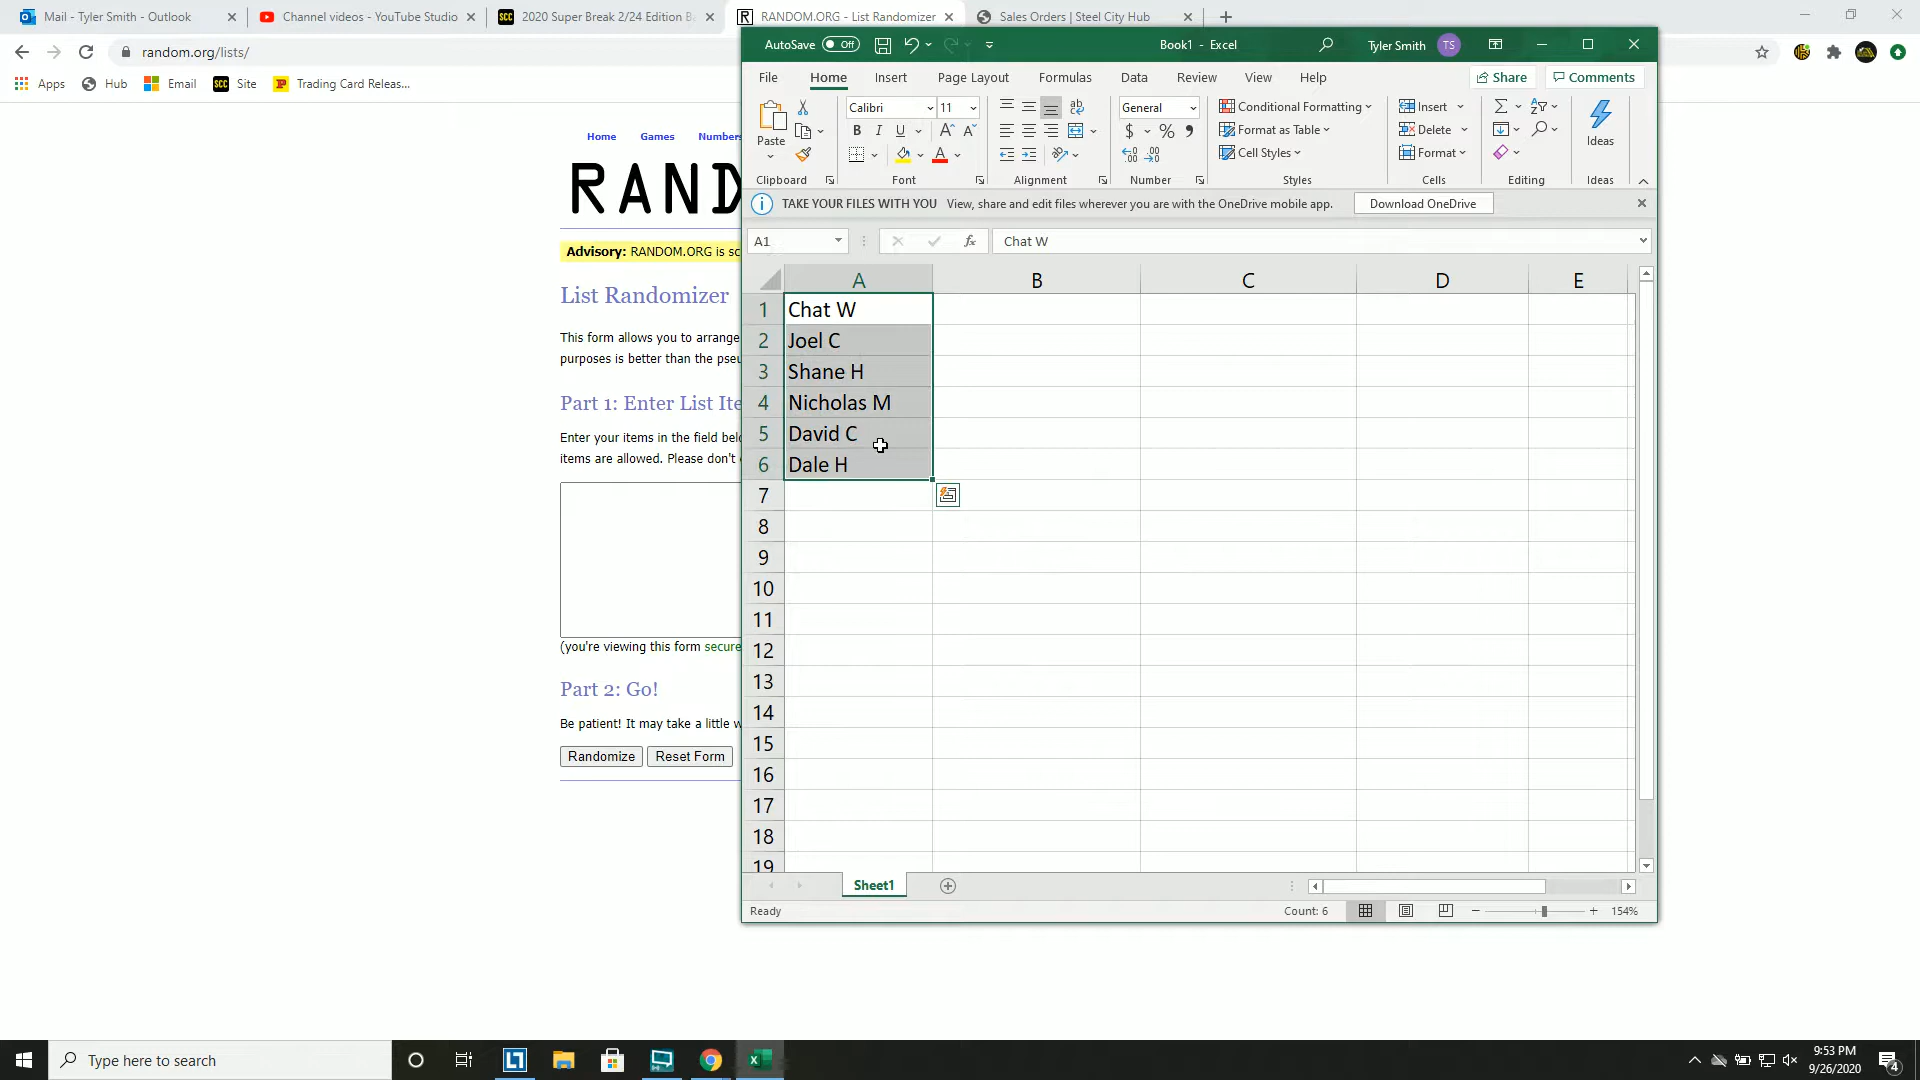 Mail - Tyler Smith - Outlook
Channel videos - YouTube Studio
2020 Super Break 2/24 Edition B
RANDOM.ORG - List Randomizer
Sales Orders | Steel City Hub
random.org/lists/
Apps
Hub
Email
Site
Trading Card Releas...
AutoSave
Off
Book1 - Excel
Tyler Smith
TS
File
Home
Insert
Page Layout
Formulas
Data
Review
View
Help
Share
Comments
Paste
Calibri
11
General
Conditional Formatting
Format as Table
Cell Styles
Insert
Delete
Format
Ideas
Clipboard
Font
Alignment
Number
Styles
Cells
Editing
Ideas
TAKE YOUR FILES WITH YOU View, share and edit files wherever you are with the OneDrive mobile app.
Download OneDrive
A1
Chat W
A B C D E
1 Chat W
2 Joel C
3 Shane H
4 Nicholas M
5 David C
6 Dale H
7
8
9
10
11
12
13
14
15
16
17
18
19
Sheet1
Ready
Count: 6
154%
Home Games Numbers
RAND
Advisory: RANDOM.ORG is sc
List Randomizer
This form allows you to arrange
purposes is better than the pseu
Part 1: Enter List Ite
Enter your items in the field bel
items are allowed. Please don't
(you're viewing this form secure
Part 2: Go!
Be patient! It may take a little w
Randomize
Reset Form
Type here to search
9:53 PM
9/26/2020
4